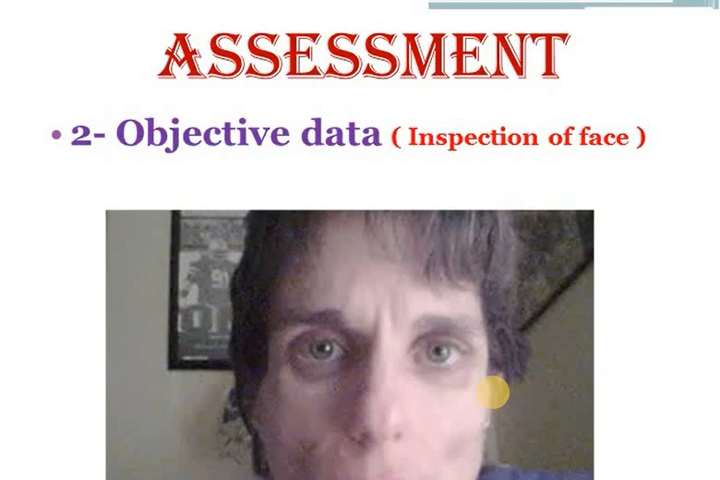 ASSESSMENT
• 2- Objective data ( Inspection of face )